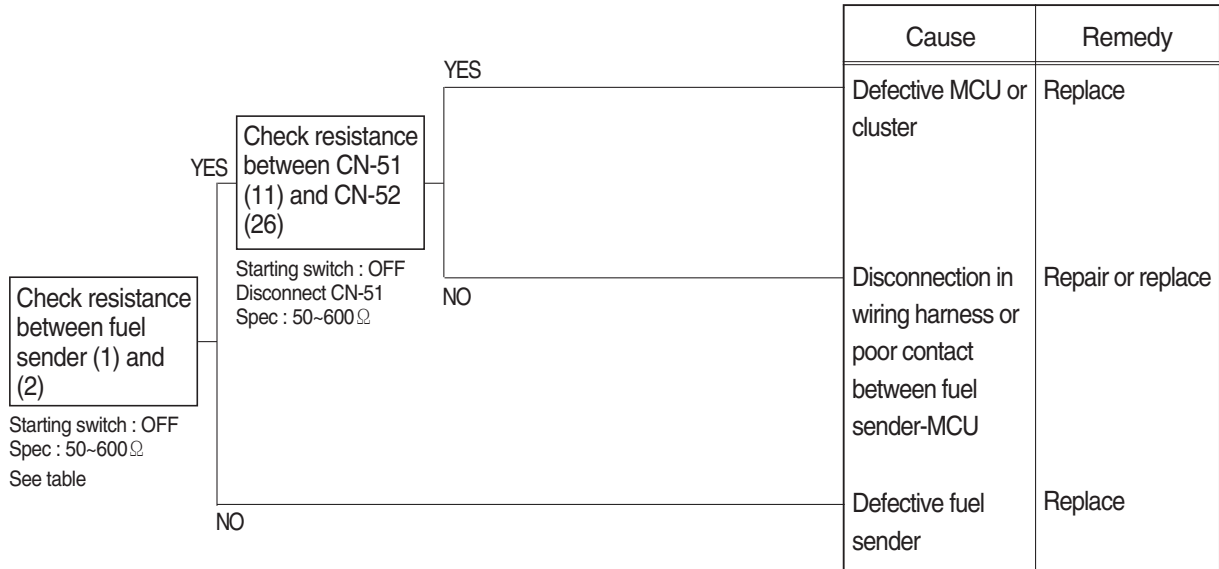 Cause
Remedy
YES
Defective MCU or
cluster
Replace
Check resistance
between CN-51
(11) and CN-52
(26)
YES
Starting switch : OFF
Disconnect CN-51
Spec : 50~600Ω
NO
Disconnection in
wiring harness or
poor contact
between fuel
sender-MCU
Repair or replace
Check resistance
between fuel
sender (1) and
(2)
Starting switch : OFF
Spec : 50~600Ω
See table
NO
Defective fuel
sender
Replace